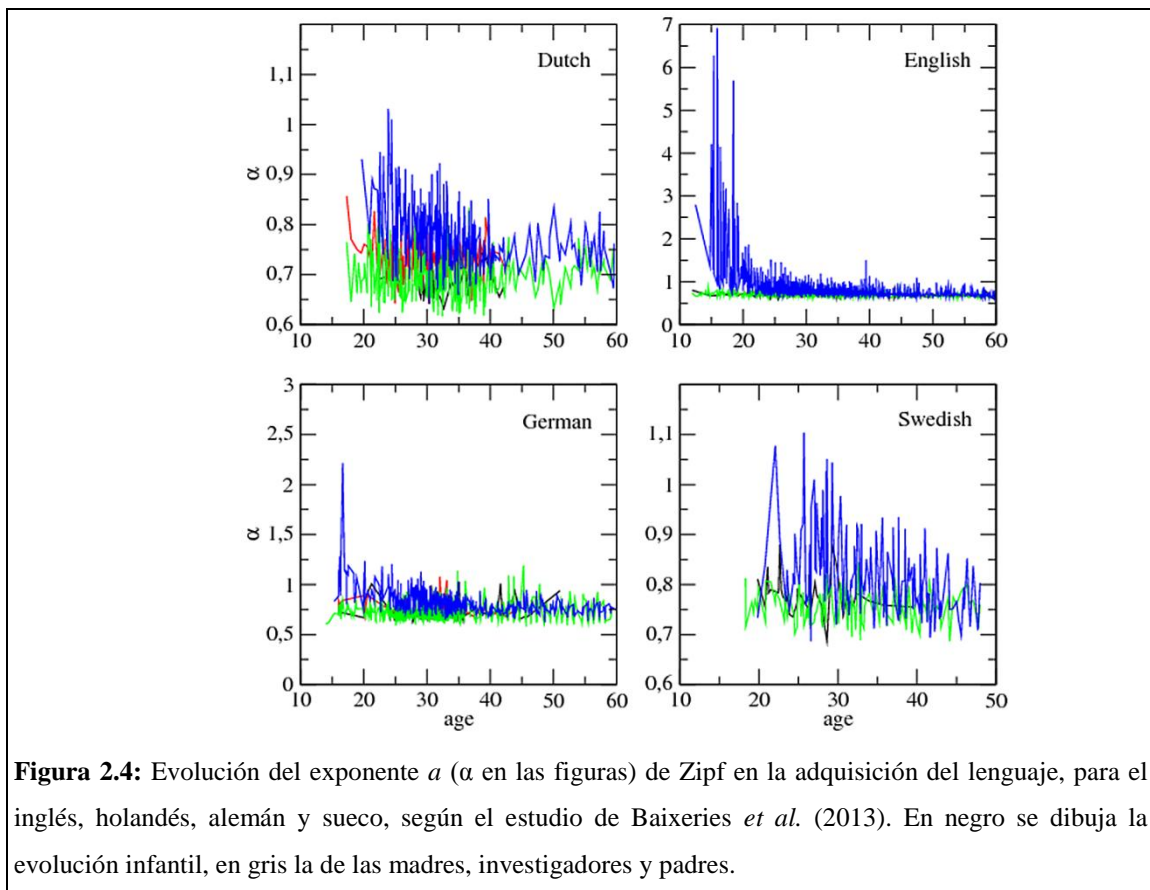 Dutch
1,1
1
0,9
0,8
0,7
0,6
α
10 20 30 40 50 60
English
7
6
5
4
3
2
1
0
10 20 30 40 50 60
German
3
2,5
2
1,5
1
0,5
0
α
10 20 30 40 50 60
age
Swedish
1,1
1
0,9
0,8
0,7
0,6
10 20 30 40 50
age
Figura 2.4: Evolución del exponente a (α en las figuras) de Zipf en la adquisición del lenguaje, para el
inglés, holandés, alemán y sueco, según el estudio de Baixeries et al. (2013). En negro se dibuja la
evolución infantil, en gris la de las madres, investigadores y padres.